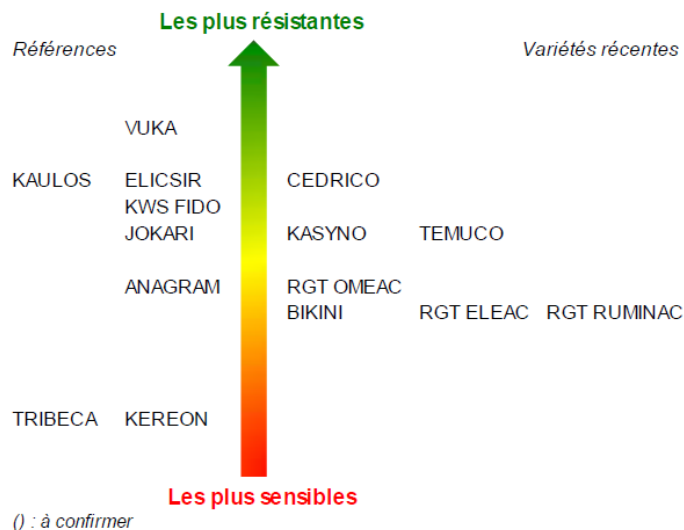 Les plus résistantes
Références Variétés récentes
VUKA
KAULOS ELICSIR CEDRICO
KWS FIDO
JOKARI KASYNO TEMUCO
ANAGRAM RGT OMEAC
BIKINI RGT ELEAC RGT RUMINAC
TRIBECA KEREON
Les plus sensibles
() : à confirmer